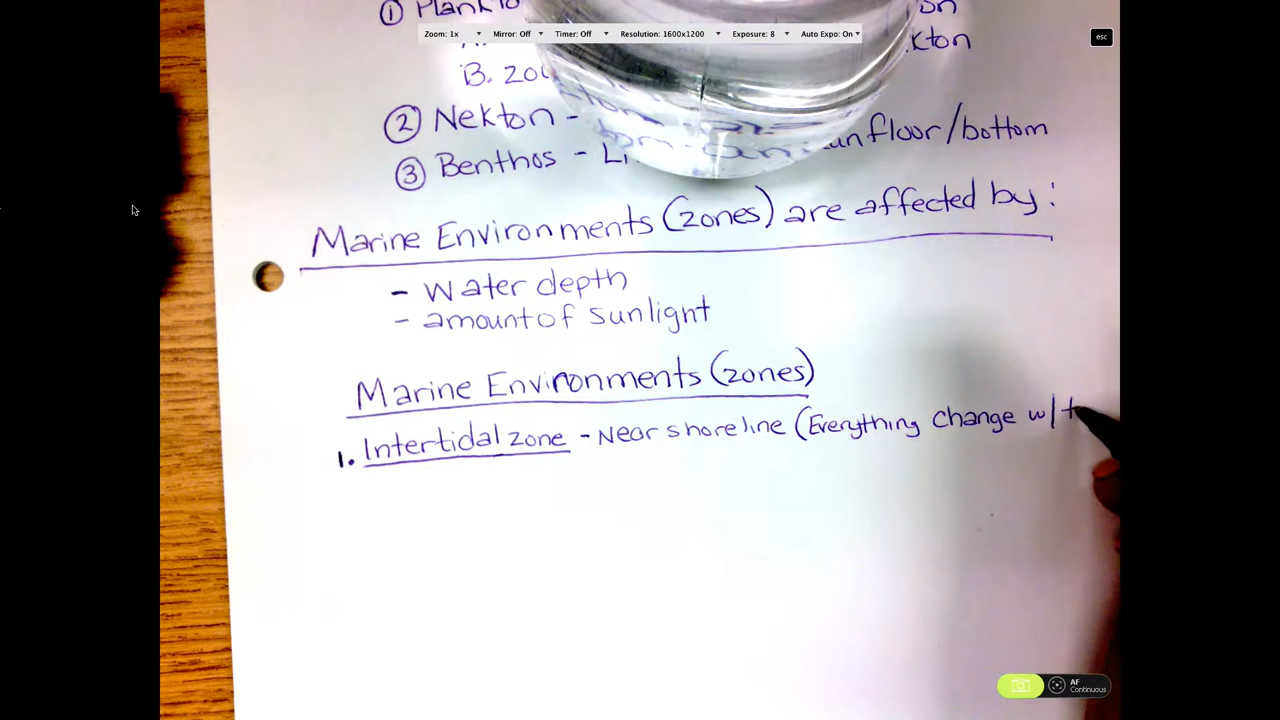 ① Plankto
Zoom: 1x Mirror: Off Timer: Off Resolution: 1600x1200 Exposure: 8 Auto Expo: On
esc
kton
B. zo
② Nekton -
floor/bottom
③ Benthos - Li
Marine Environments (zones) are affected by:
- Water depth
- amount of sunlight
Marine Environments (zones)
1. Intertidal zone - Near shoreline (Everything Change w/ t
AF
Continuous